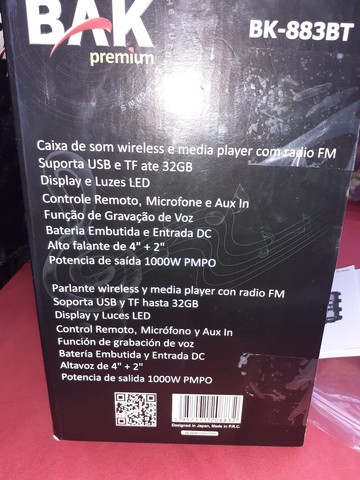 BAK
premium
BK-883BT
Caixa de som wireless e media player com radio FM
Suporta USB e TF ate 32GB
Display e Luzes LED
Controle Remoto, Microfone e Aux In
Função de Gravação de Voz
Bateria Embutida e Entrada DC
Alto falante de 4" + 2"
Potencia de saída 1000W PMPO
Parlante wireless y media player con radio FM
Soporta USB y TF hasta 32GB
Display y Luces LED
Control Remoto, Micrófono y Aux In
Función de grabación de voz
Batería Embutida y Entrada DC
Altavoz de 4" + 2"
Potencia de salida 1000W PMPO
Designed in Japan, Made in P.R.C.